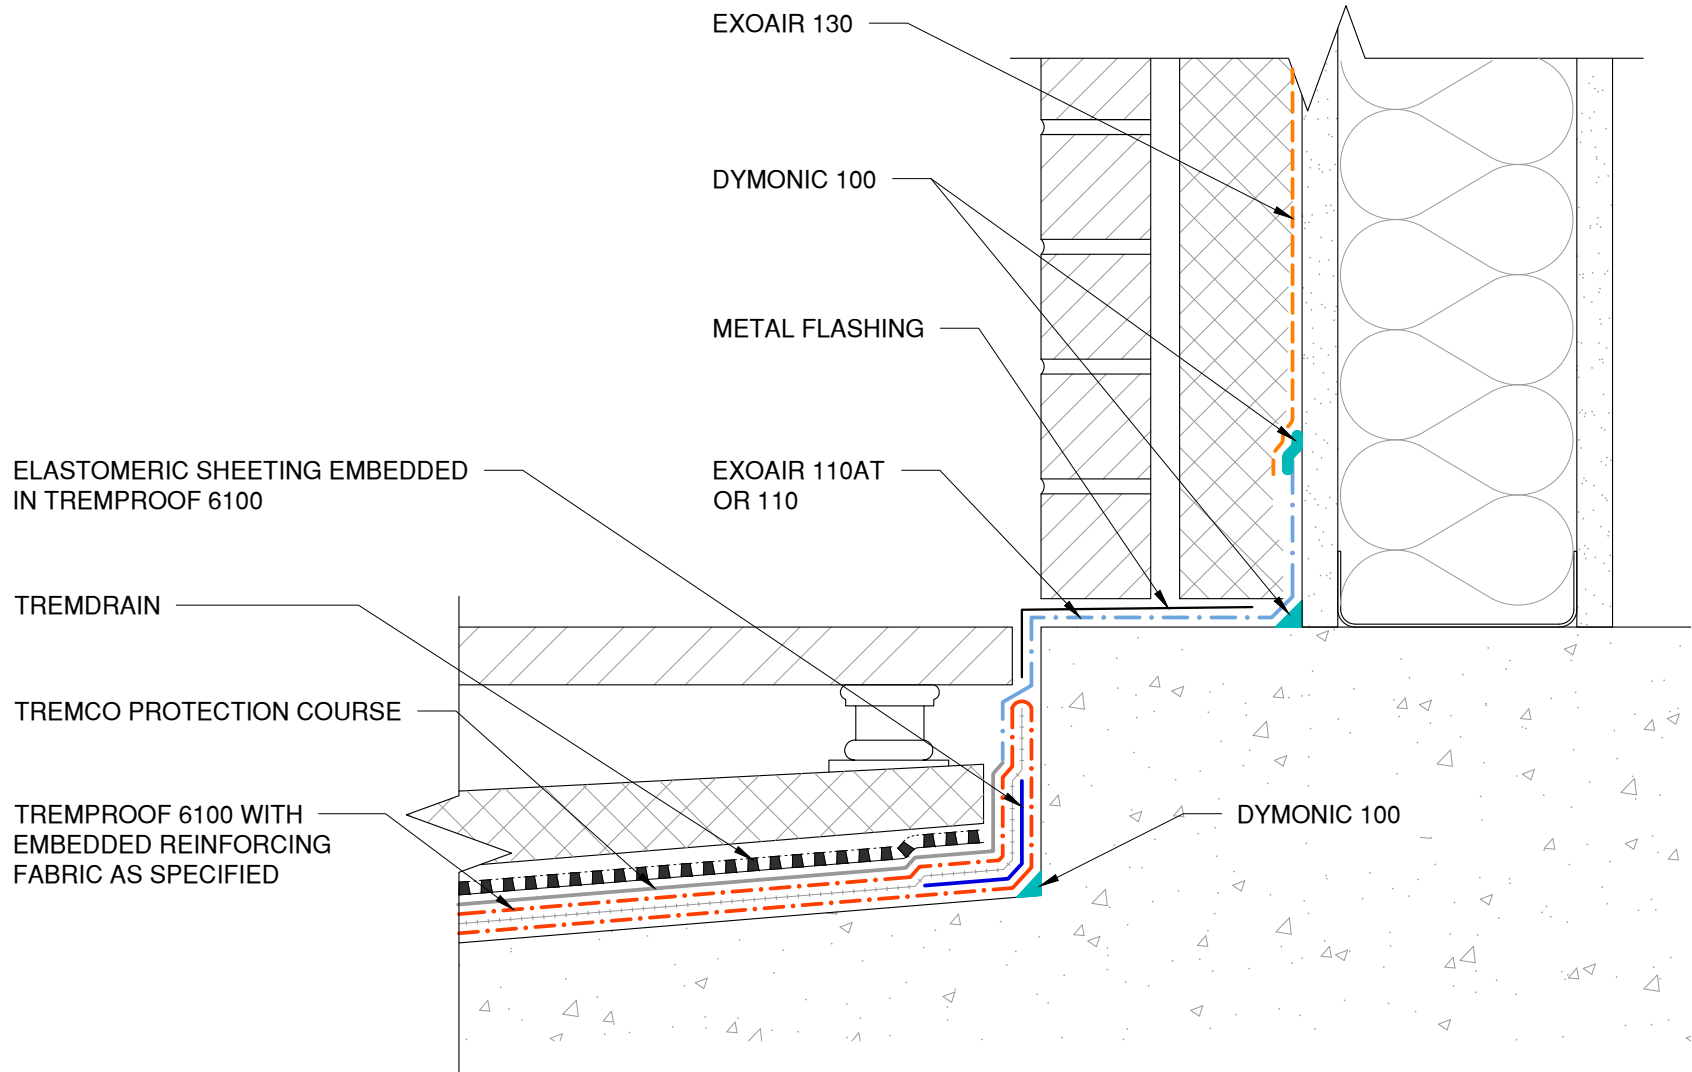 EXOAIR 130
DYMONIC 100
METAL FLASHING
ELASTOMERIC SHEETING EMBEDDED
IN TREMPROOF 6100
EXOAIR 110AT
OR 110
TREMDRAIN
TREMCO PROTECTION COURSE
TREMPROOF 6100 WITH
EMBEDDED REINFORCING
FABRIC AS SPECIFIED
DYMONIC 100